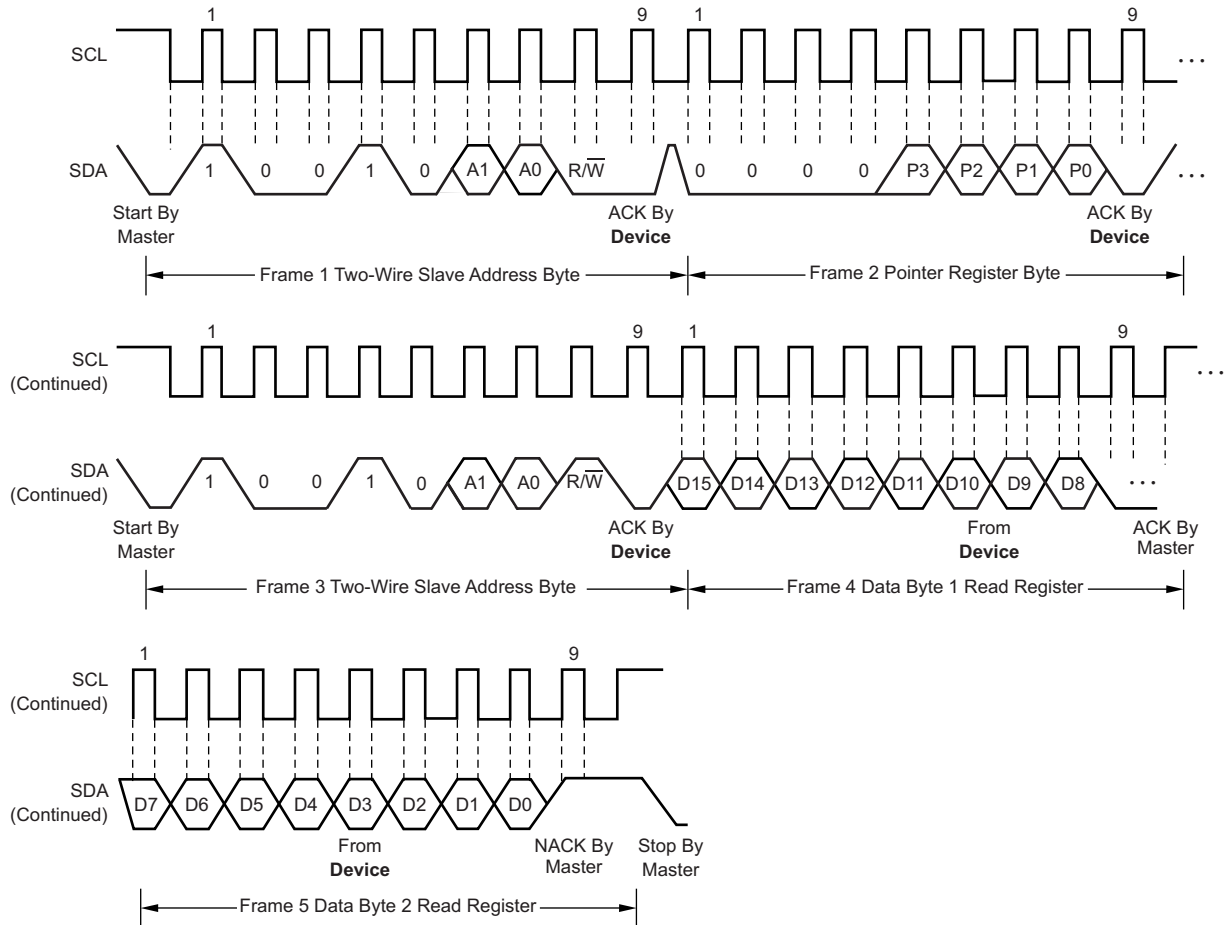 1 9 1 9
SCL ...
SDA 1 0 0 1 0 A1 A0 R/W̅ 0 0 0 0 P3 P2 P1 P0 ...
Start By Master
ACK By Device
ACK By Device
Frame 1 Two-Wire Slave Address Byte
Frame 2 Pointer Register Byte
1 9 1 9
SCL (Continued) ...
SDA (Continued) 1 0 0 1 0 A1 A0 R/W̅ D15 D14 D13 D12 D11 D10 D9 D8 ...
Start By Master
ACK By Device
From Device
ACK By Master
Frame 3 Two-Wire Slave Address Byte
Frame 4 Data Byte 1 Read Register
1 9
SCL (Continued)
SDA (Continued) D7 D6 D5 D4 D3 D2 D1 D0
From Device
NACK By Master
Stop By Master
Frame 5 Data Byte 2 Read Register